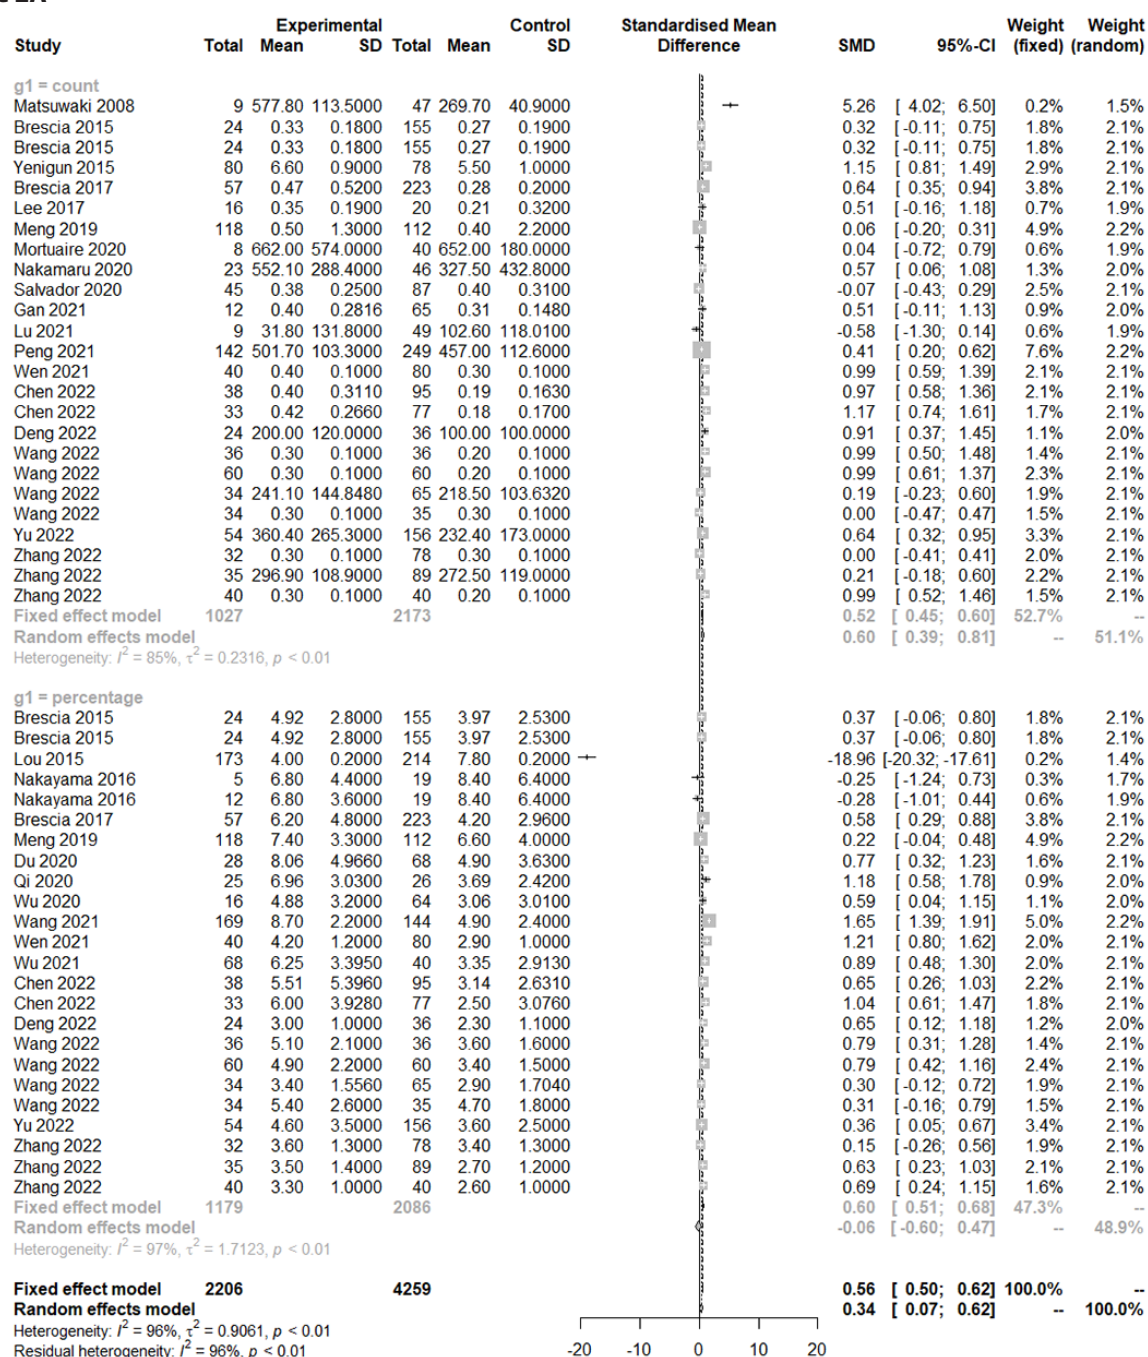 Experimental Control Standardised Mean Weight Weight
Study Total Mean SD Total Mean SD Difference SMD 95%-CI (fixed) (random)
g1 = count
Matsuwaki 2008 9 577.80 113.5000 47 269.70 40.9000 5.26 [ 4.02; 6.50] 0.2% 1.5%
Brescia 2015 24 0.33 0.1800 155 0.27 0.1900 0.32 [-0.11; 0.75] 1.8% 2.1%
Brescia 2015 24 0.33 0.1800 155 0.27 0.1900 0.32 [-0.11; 0.75] 1.8% 2.1%
Yenigun 2015 80 6.60 0.9000 78 5.50 1.0000 1.15 [ 0.81; 1.49] 2.9% 2.1%
Brescia 2017 57 0.47 0.5200 223 0.28 0.2000 0.64 [ 0.35; 0.94] 3.8% 2.1%
Lee 2017 16 0.35 0.1900 20 0.21 0.3200 0.51 [-0.16; 1.18] 0.7% 1.9%
Meng 2019 118 0.50 1.3000 112 0.40 2.2000 0.06 [-0.20; 0.31] 4.9% 2.2%
Mortuaire 2020 8 662.00 574.0000 40 652.00 180.0000 0.04 [-0.72; 0.79] 0.6% 1.9%
Nakamaru 2020 23 552.10 288.4000 46 327.50 432.8000 0.57 [ 0.06; 1.08] 1.3% 2.0%
Salvador 2020 45 0.38 0.2500 87 0.40 0.3100 -0.07 [-0.43; 0.29] 2.5% 2.1%
Gan 2021 12 0.40 0.2816 65 0.31 0.1480 0.51 [-0.11; 1.13] 0.9% 2.0%
Lu 2021 9 31.80 131.8000 49 102.60 118.0100 -0.58 [-1.30; 0.14] 0.6% 1.9%
Peng 2021 142 501.70 103.3000 249 457.00 112.6000 0.41 [ 0.20; 0.62] 7.6% 2.2%
Wen 2021 40 0.40 0.1000 80 0.30 0.1000 0.99 [ 0.59; 1.39] 2.1% 2.1%
Chen 2022 38 0.40 0.3110 95 0.19 0.1630 0.97 [ 0.58; 1.36] 2.1% 2.1%
Chen 2022 33 0.42 0.2660 77 0.18 0.1700 1.17 [ 0.74; 1.61] 1.7% 2.1%
Deng 2022 24 200.00 120.0000 36 100.00 100.0000 0.91 [ 0.37; 1.45] 1.1% 2.0%
Wang 2022 36 0.30 0.1000 36 0.20 0.1000 0.99 [ 0.50; 1.48] 1.4% 2.1%
Wang 2022 60 0.30 0.1000 60 0.20 0.1000 0.99 [ 0.61; 1.37] 2.3% 2.1%
Wang 2022 34 241.10 144.8480 65 218.50 103.6320 0.19 [-0.23; 0.60] 1.9% 2.1%
Wang 2022 34 0.30 0.1000 35 0.30 0.1000 0.00 [-0.47; 0.47] 1.5% 2.1%
Yu 2022 54 360.40 265.3000 156 232.40 173.0000 0.64 [ 0.32; 0.95] 3.3% 2.1%
Zhang 2022 32 0.30 0.1000 78 0.30 0.1000 0.00 [-0.41; 0.41] 2.0% 2.1%
Zhang 2022 35 296.90 108.9000 89 272.50 119.0000 0.21 [-0.18; 0.60] 2.2% 2.1%
Zhang 2022 40 0.30 0.1000 40 0.20 0.1000 0.99 [ 0.52; 1.46] 1.5% 2.1%
Fixed effect model 1027 2173 0.52 [ 0.45; 0.60] 52.7% --
Random effects model 0.60 [ 0.39; 0.81] -- 51.1%
Heterogeneity: I² = 85%, τ² = 0.2316, p < 0.01
g1 = percentage
Brescia 2015 24 4.92 2.8000 155 3.97 2.5300 0.37 [-0.06; 0.80] 1.8% 2.1%
Brescia 2015 24 4.92 2.8000 155 3.97 2.5300 0.37 [-0.06; 0.80] 1.8% 2.1%
Lou 2015 173 4.00 0.2000 214 7.80 0.2000 -18.96 [-20.32; -17.61] 0.2% 1.4%
Nakayama 2016 5 6.80 4.4000 19 8.40 6.4000 -0.25 [-1.24; 0.73] 0.3% 1.7%
Nakayama 2016 12 6.80 3.6000 19 8.40 6.4000 -0.28 [-1.01; 0.44] 0.6% 1.9%
Brescia 2017 57 6.20 4.8000 223 4.20 2.9600 0.58 [ 0.29; 0.88] 3.8% 2.1%
Meng 2019 118 7.40 3.3000 112 6.60 4.0000 0.22 [-0.04; 0.48] 4.9% 2.2%
Du 2020 28 8.06 4.9660 68 4.90 3.6300 0.77 [ 0.32; 1.23] 1.6% 2.1%
Qi 2020 25 6.96 3.0300 26 3.69 2.4200 1.18 [ 0.58; 1.78] 0.9% 2.0%
Wu 2020 16 4.88 3.2000 64 3.06 3.0100 0.59 [ 0.04; 1.15] 1.1% 2.0%
Wang 2021 169 8.70 2.2000 144 4.90 2.4000 1.65 [ 1.39; 1.91] 5.0% 2.2%
Wen 2021 40 4.20 1.2000 80 2.90 1.0000 1.21 [ 0.80; 1.62] 2.0% 2.1%
Wu 2021 68 6.25 3.3950 40 3.35 2.9130 0.89 [ 0.48; 1.30] 2.0% 2.1%
Chen 2022 38 5.51 5.3960 95 3.14 2.6310 0.65 [ 0.26; 1.03] 2.2% 2.1%
Chen 2022 33 6.00 3.9280 77 2.50 3.0760 1.04 [ 0.61; 1.47] 1.8% 2.1%
Deng 2022 24 3.00 1.0000 36 2.30 1.1000 0.65 [ 0.12; 1.18] 1.2% 2.0%
Wang 2022 36 5.10 2.1000 36 3.60 1.6000 0.79 [ 0.31; 1.28] 1.4% 2.1%
Wang 2022 60 4.90 2.2000 60 3.40 1.5000 0.79 [ 0.42; 1.16] 2.4% 2.1%
Wang 2022 34 3.40 1.5560 65 2.90 1.7040 0.30 [-0.12; 0.72] 1.9% 2.1%
Wang 2022 34 5.40 2.6000 35 4.70 1.8000 0.31 [-0.16; 0.79] 1.5% 2.1%
Yu 2022 54 4.60 3.5000 156 3.60 2.5000 0.36 [ 0.05; 0.67] 3.4% 2.1%
Zhang 2022 32 3.60 1.3000 78 3.40 1.3000 0.15 [-0.26; 0.56] 1.9% 2.1%
Zhang 2022 35 3.50 1.4000 89 2.70 1.2000 0.63 [ 0.23; 1.03] 2.1% 2.1%
Zhang 2022 40 3.30 1.0000 40 2.60 1.0000 0.69 [ 0.24; 1.15] 1.6% 2.1%
Fixed effect model 1179 2086 0.60 [ 0.51; 0.68] 47.3% --
Random effects model -0.06 [-0.60; 0.47] -- 48.9%
Heterogeneity: I² = 97%, τ² = 1.7123, p < 0.01
Fixed effect model 2206 4259 0.56 [ 0.50; 0.62] 100.0% --
Random effects model 0.34 [ 0.07; 0.62] -- 100.0%
Heterogeneity: I² = 96%, τ² = 0.9061, p < 0.01
Residual heterogeneity: I² = 96%, p < 0.01
-20 -10 0 10 20